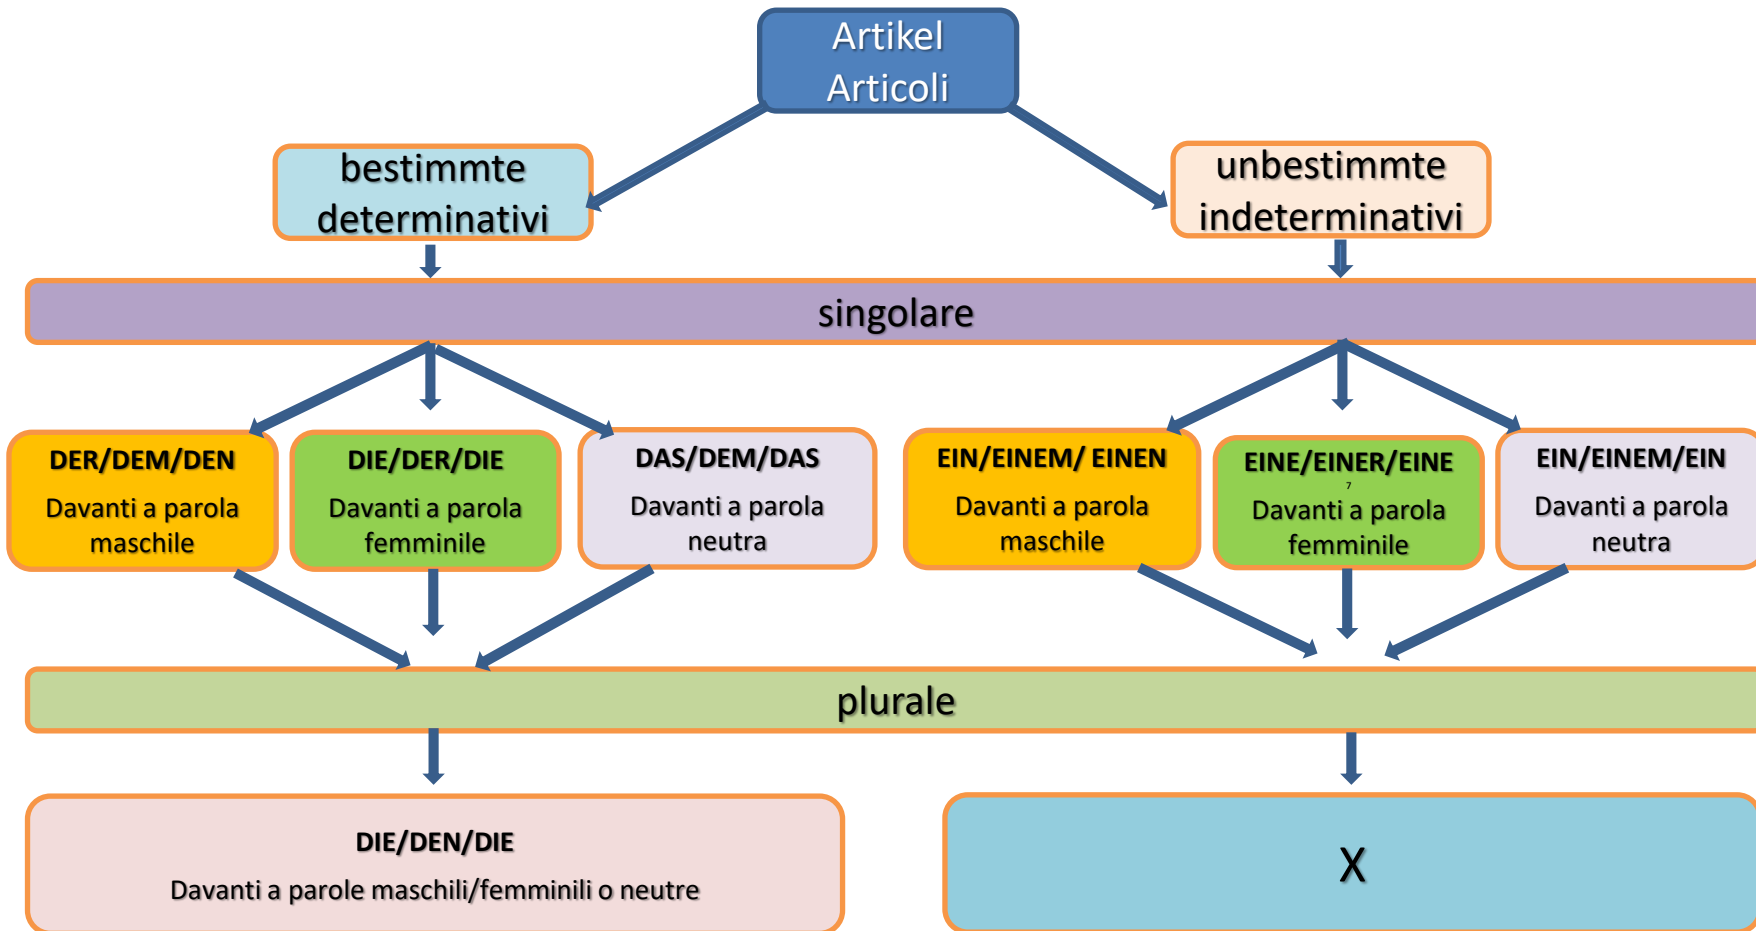 Artikel
Articoli
bestimmte
determinativi
unbestimmte
indeterminativi
singolare
DER/DEM/DEN
Davanti a parola
maschile
DIE/DER/DIE
Davanti a parola
femminile
DAS/DEM/DAS
Davanti a parola
neutra
EIN/EINEM/ EINEN
Davanti a parola
maschile
EINE/EINER/EINE
7
Davanti a parola
femminile
EIN/EINEM/EIN
Davanti a parola
neutra
plurale
DIE/DEN/DIE
Davanti a parole maschili/femminili o neutre
X